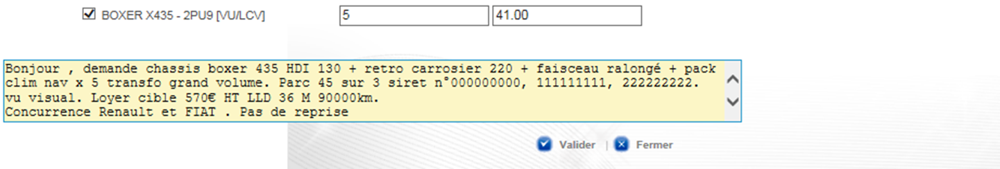 BOXER X435 - 2PU9 [VU/LCV] 5 41.00
Bonjour , demande chassis boxer 435 HDI 130 + retro carrosier 220 + faisceau ralongé + pack
clim nav x 5 transfo grand volume. Parc 45 sur 3 siret n°000000000, 111111111, 222222222.
vu visual. Loyer cible 570€ HT LLD 36 M 90000km.
Concurrence Renault et FIAT . Pas de reprise
Valider | Fermer